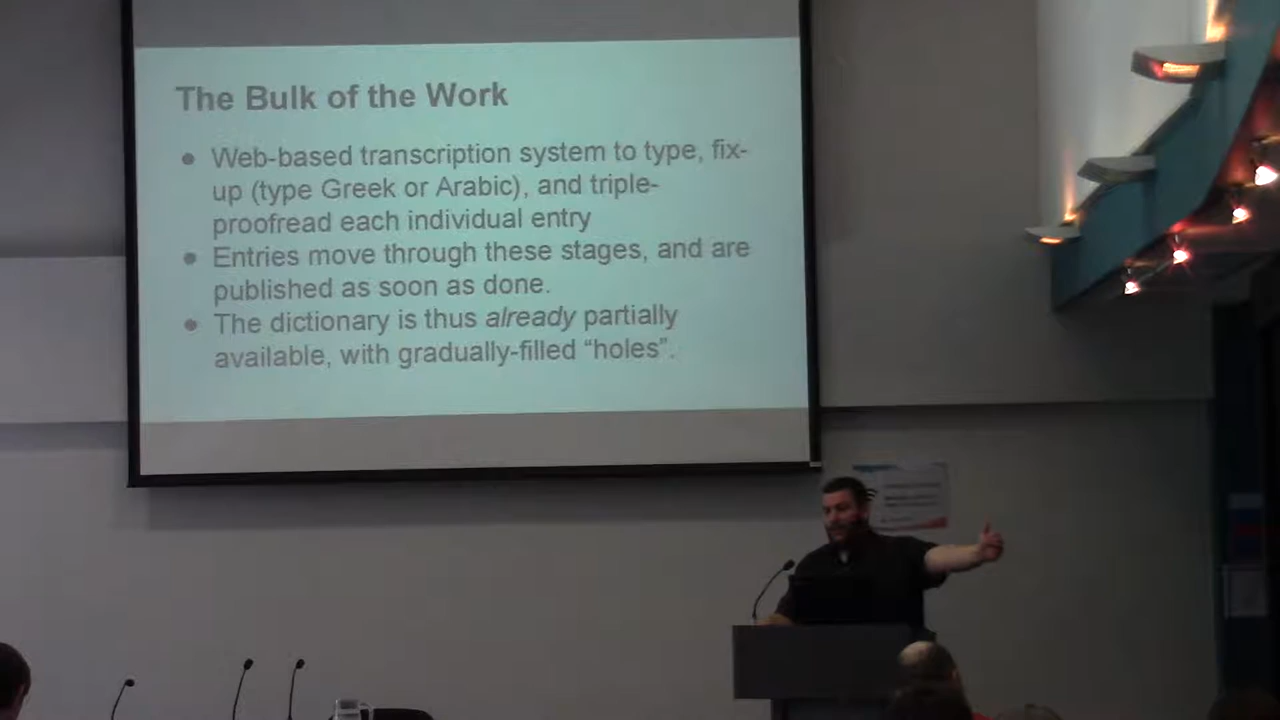 The Bulk of the Work
● Web-based transcription system to type, fix-
up (type Greek or Arabic), and triple-
proofread each individual entry
● Entries move through these stages, and are
published as soon as done.
● The dictionary is thus already partially
available, with gradually-filled “holes”.